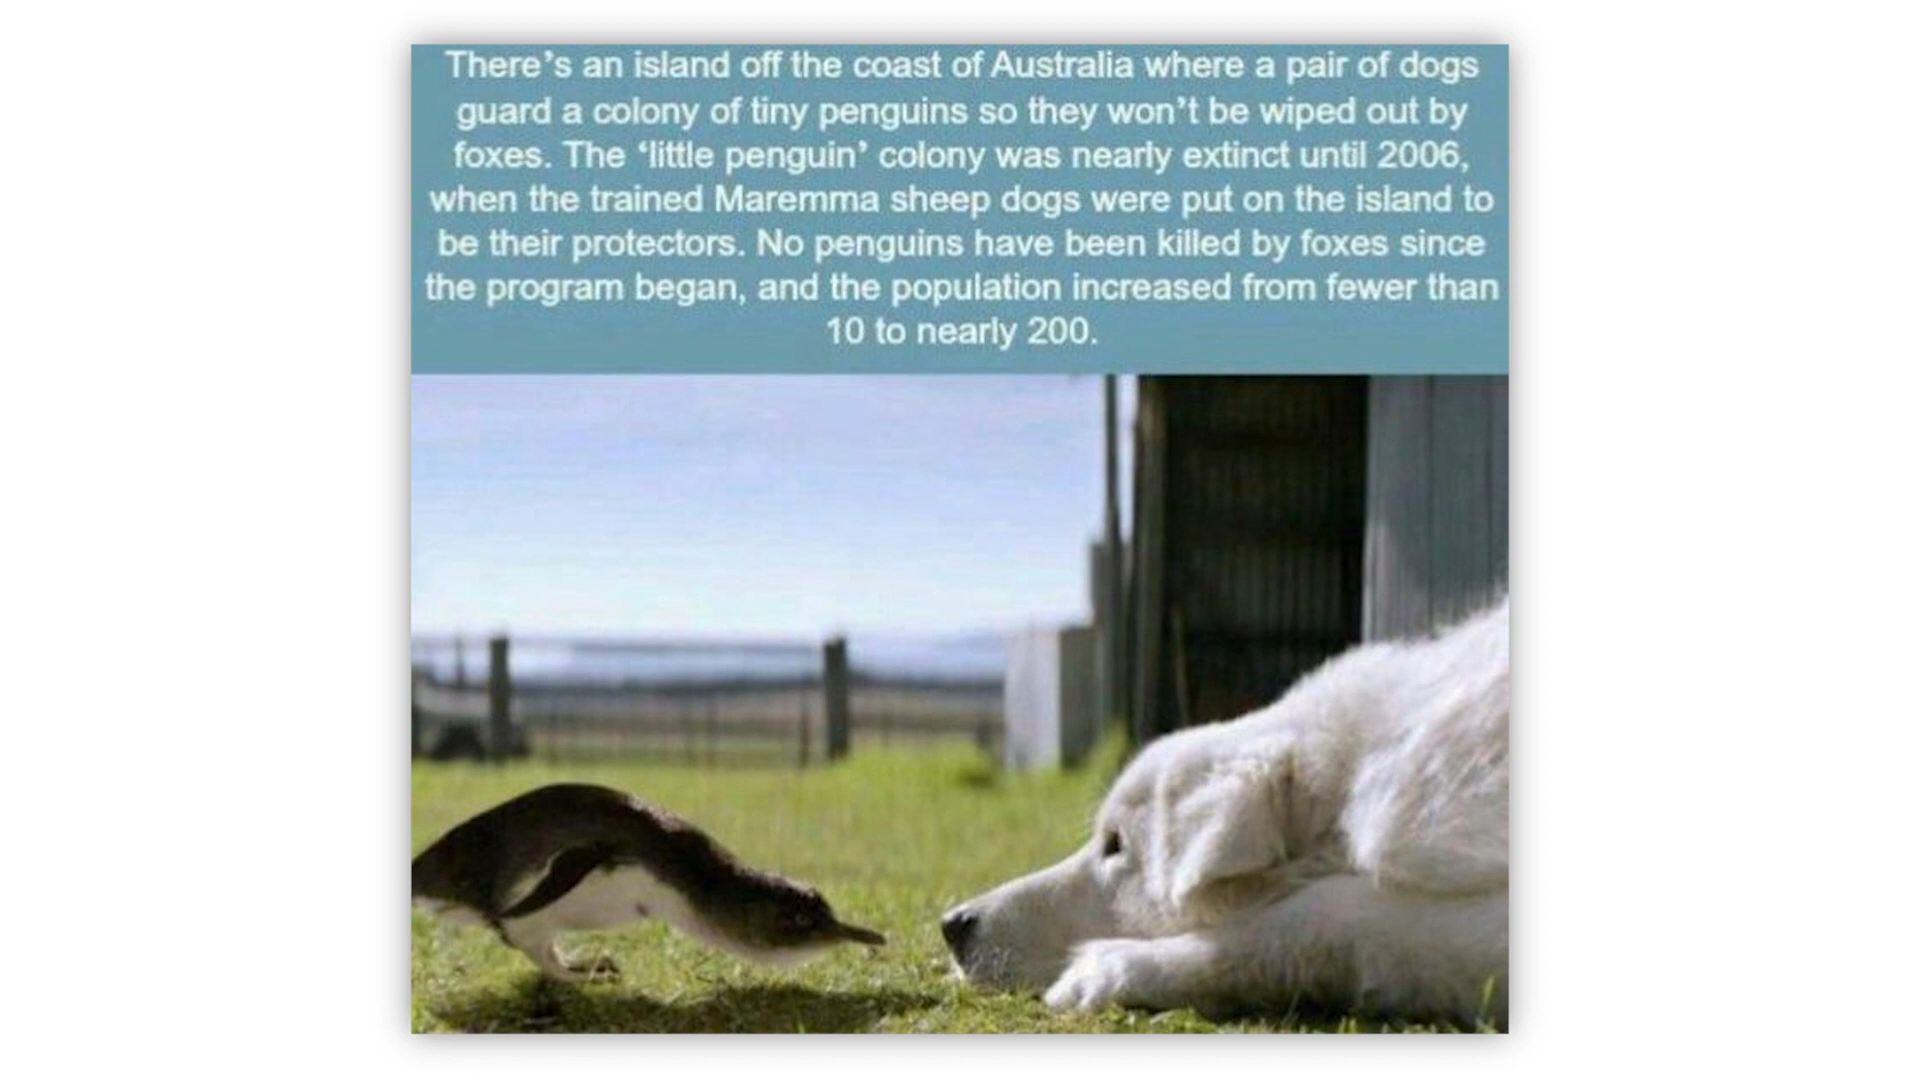 There’s an island off the coast of Australia where a pair of dogs
guard a colony of tiny penguins so they won’t be wiped out by
foxes. The ‘little penguin’ colony was nearly extinct until 2006,
when the trained Maremma sheep dogs were put on the island to
be their protectors. No penguins have been killed by foxes since
the program began, and the population increased from fewer than
10 to nearly 200.